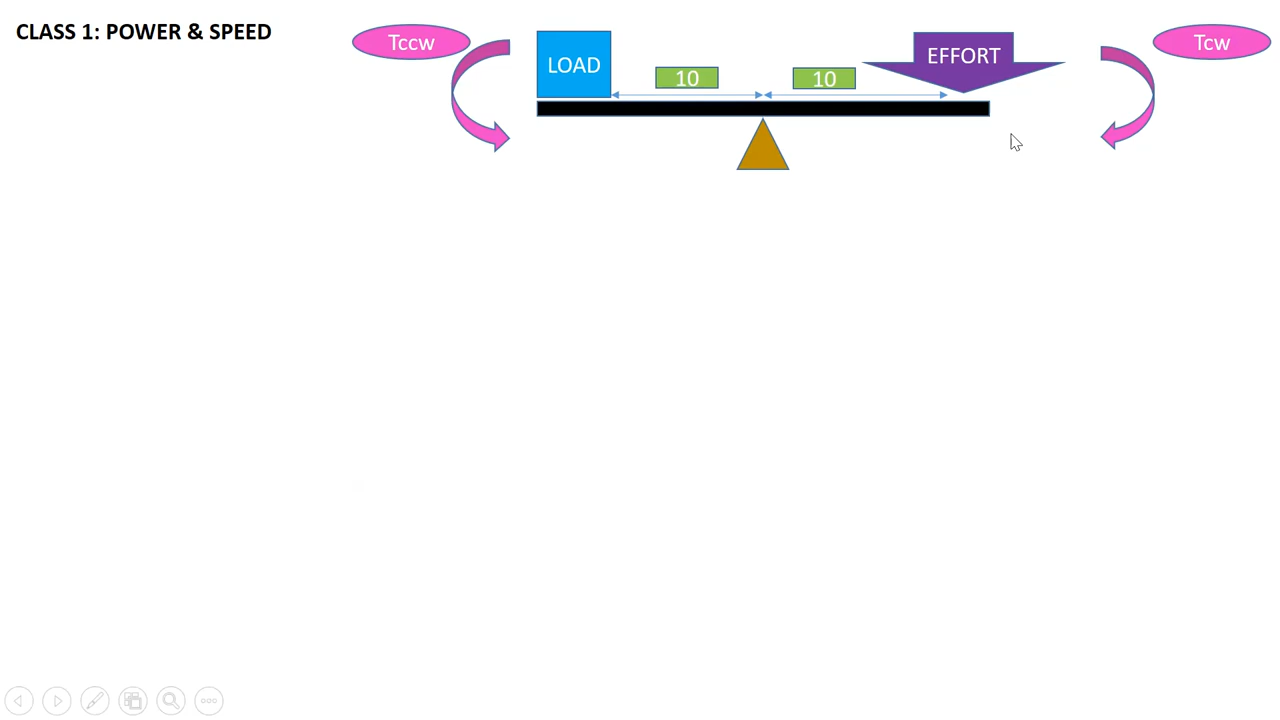 CLASS 1: POWER & SPEED
Tccw
LOAD
10
10
EFFORT
Tcw